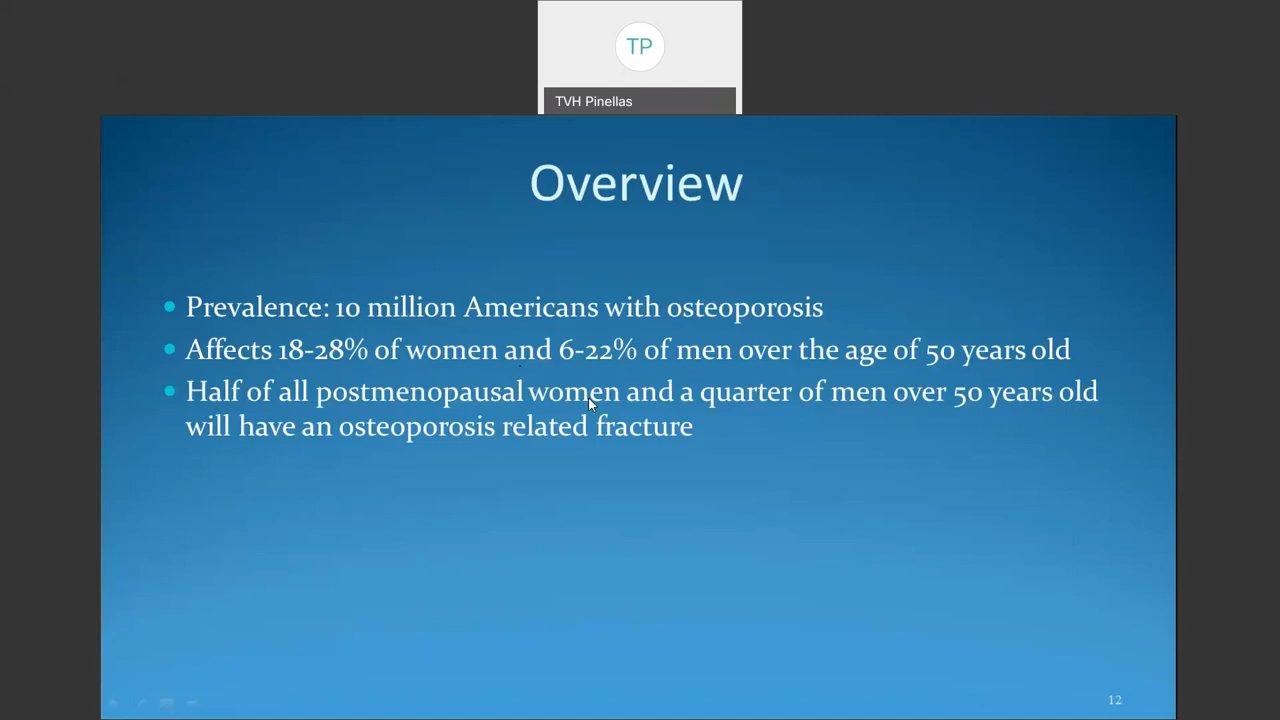 TP
TVH Pinellas
Overview
Prevalence: 10 million Americans with osteoporosis
Affects 18-28% of women and 6-22% of men over the age of 50 years old
Half of all postmenopausal women and a quarter of men over 50 years old
will have an osteoporosis related fracture
12